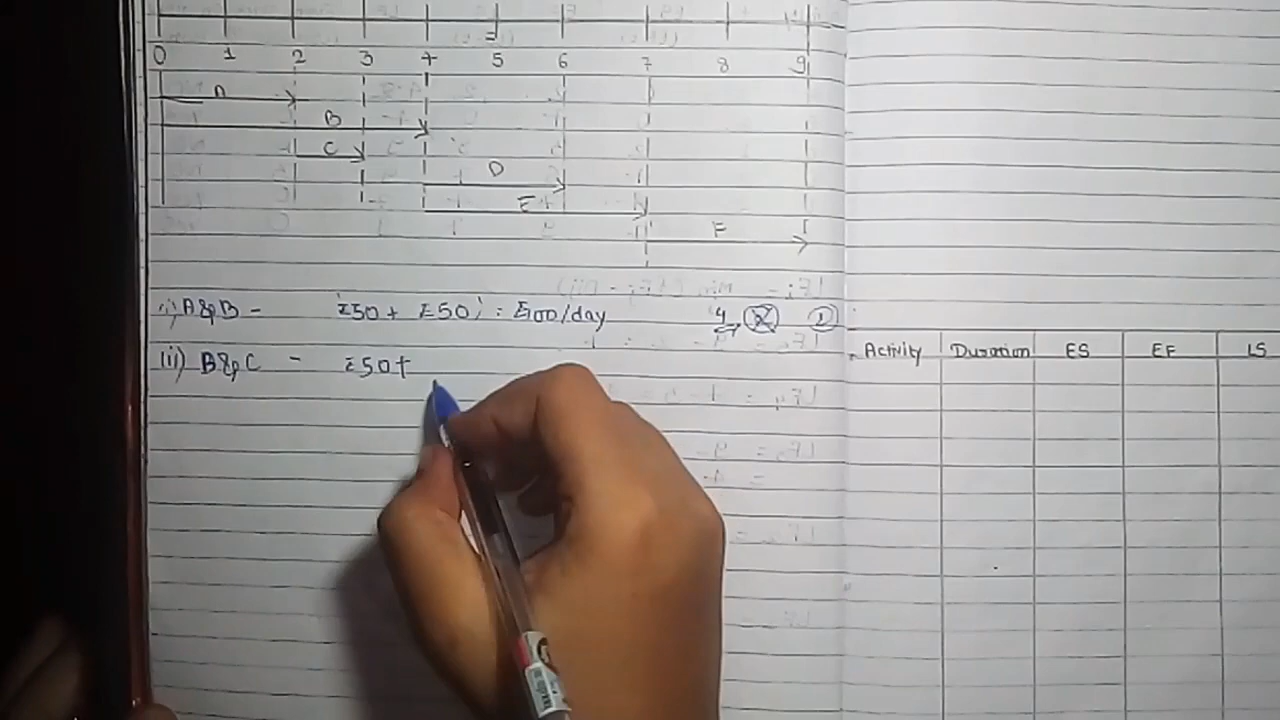 0 1 2 3 4 5 6 7 8 9
A
B
C
D
E
F
i) A&B - ₹50 + ₹50 = ₹100/day
(ii) B&C - ₹50+
Activity Duration ES EF LS